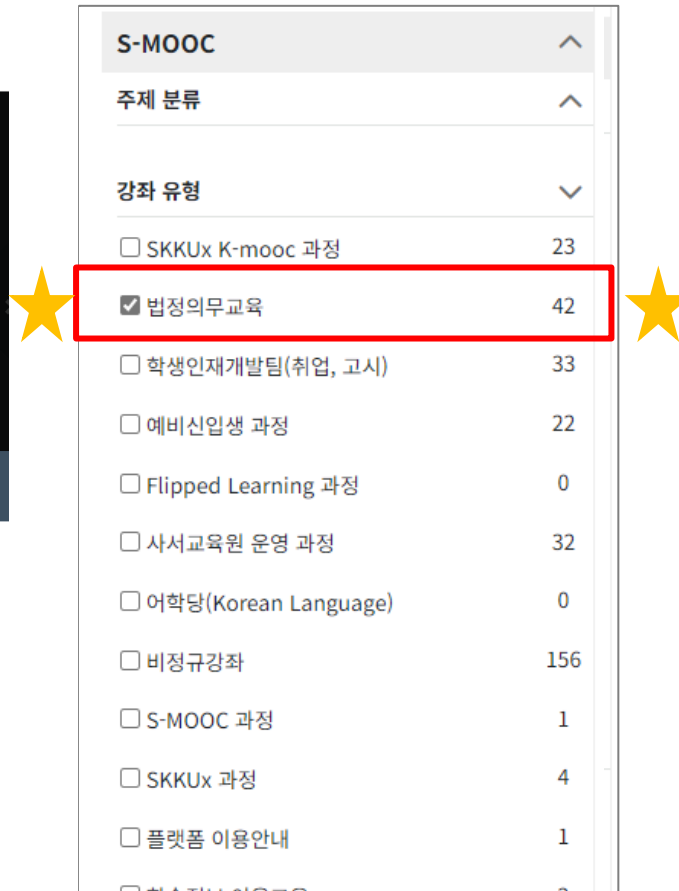 S-MOOC
주제 분류
강좌 유형
SKKUx K-mooc 과정 23
법정의무교육 42
학생인재개발팀(취업, 고시) 33
예비신입생 과정 22
Flipped Learning 과정 0
사서교육원 운영 과정 32
어학당(Korean Language) 0
비정규강좌 156
S-MOOC 과정 1
SKKUx 과정 4
플랫폼 이용안내 1